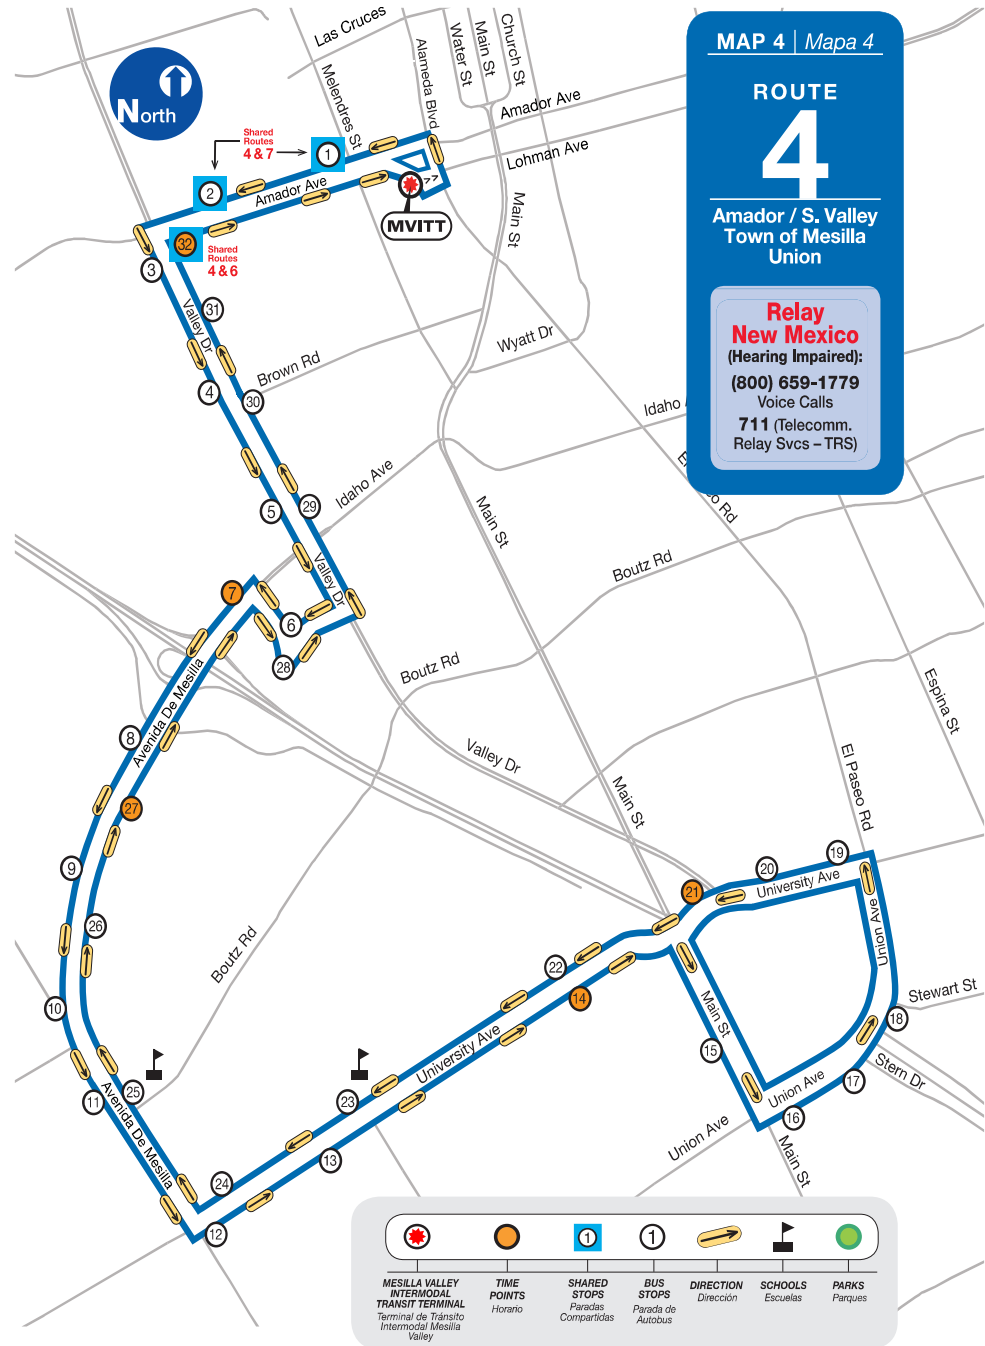 MAP 4 | Mapa 4
ROUTE
4
Amador / S. Valley
Town of Mesilla
Union
Relay
New Mexico
(Hearing Impaired):
(800) 659-1779
Voice Calls
711 (Telecomm.
Relay Svcs – TRS)
North
Las Cruces
Melendres St
Alameda Blvd
Water St
Main St
Church St
Amador Ave
Lohman Ave
Shared
Routes
4 & 7
1
2
Amador Ave
MVITT
>>
Main St
32
Shared
Routes
4 & 6
3
31
Valley Dr
4
30
Brown Rd
Wyatt Dr
Idaho
Idaho Ave
5
29
Main St
Rd
Boutz Rd
Valley Dr
7
6
28
Boutz Rd
Espina St
Avenida De Mesilla
8
27
Valley Dr
Main St
El Paseo Rd
9
26
10
Boutz Rd
21
20
19
University Ave
Union Ave
22
14
University Ave
Main St
15
Stewart St
18
Stern Dr
17
Union Ave
16
Union Ave
Main St
11
25
Avenida De Mesilla
23
13
24
12
1
1
MESILLA VALLEY
INTERMODAL
TRANSIT TERMINAL
Terminal de Tránsito
Intermodal Mesilla
Valley
TIME
POINTS
Horario
SHARED
STOPS
Paradas
Compartidas
BUS
STOPS
Parada de
Autobus
DIRECTION
Dirección
SCHOOLS
Escuelas
PARKS
Parques